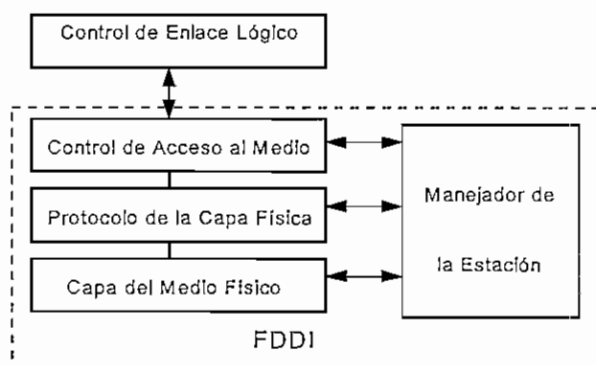 Control de Enlace Lógico
Control de Acceso al Medio
Protocolo de la Capa Física
Capa del Medio Físico
Manejador de
la Estación
FDDI